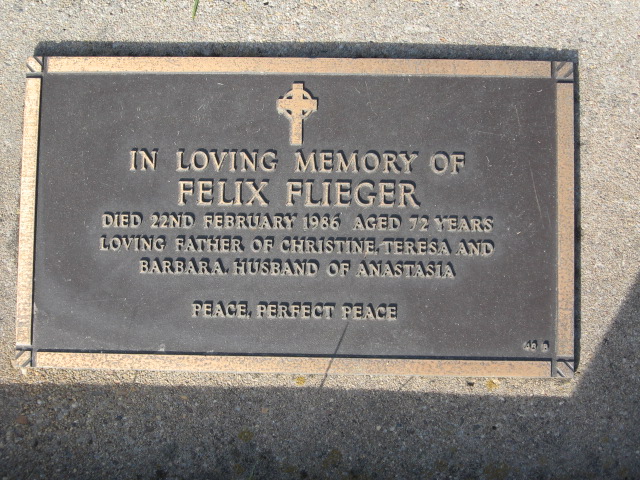 IN LOVING MEMORY OF
FELIX FLIEGER
DIED 22ND FEBRUARY 1986 AGED 72 YEARS
LOVING FATHER OF CHRISTINE, TERESA AND
BARBARA, HUSBAND OF ANASTASIA
PEACE, PERFECT PEACE